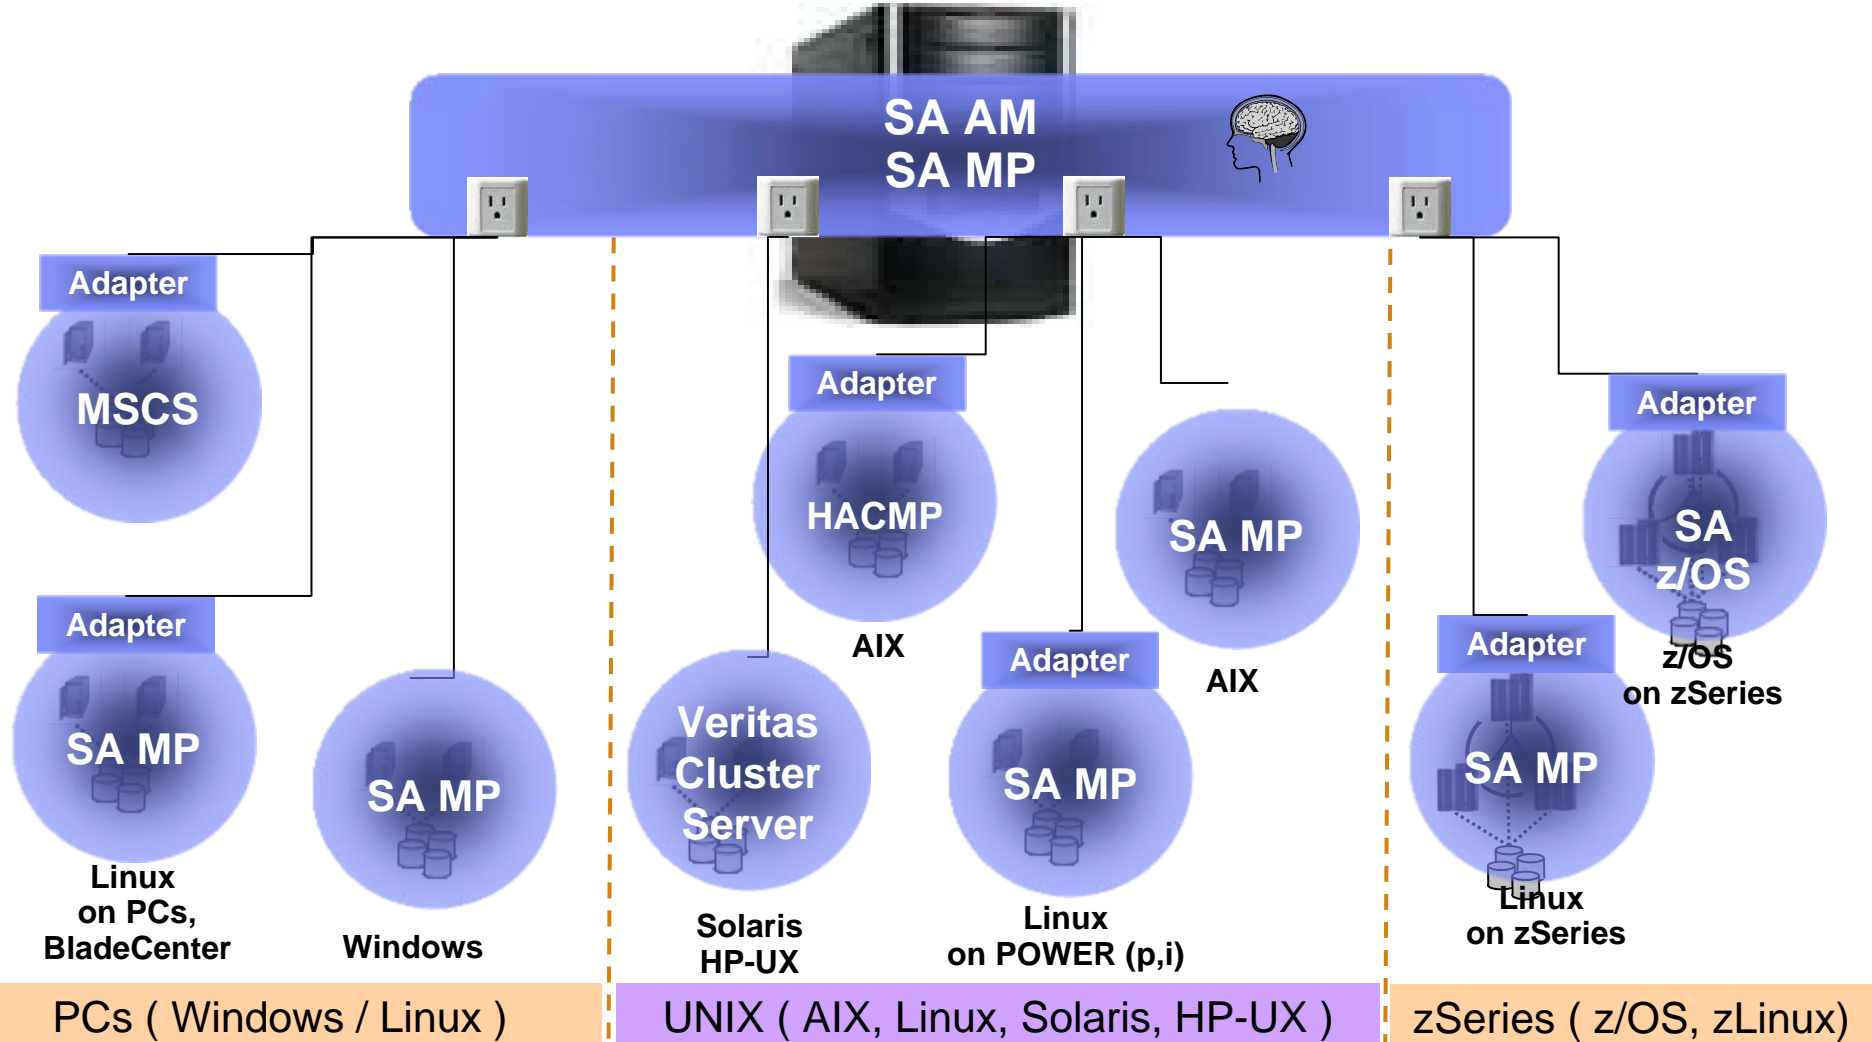 SA AM
SA MP
Adapter
MSCS
Adapter
SA MP
Linux
on PCs,
BladeCenter
SA MP
Windows
Veritas
Cluster
Server
Solaris
HP-UX
Adapter
HACMP
AIX
Adapter
SA MP
Linux
on POWER (p,i)
SA MP
AIX
Adapter
SA MP
Linux
on zSeries
Adapter
SA
z/OS
z/OS
on zSeries
PCs ( Windows / Linux )
UNIX ( AIX, Linux, Solaris, HP-UX )
zSeries ( z/OS, zLinux)